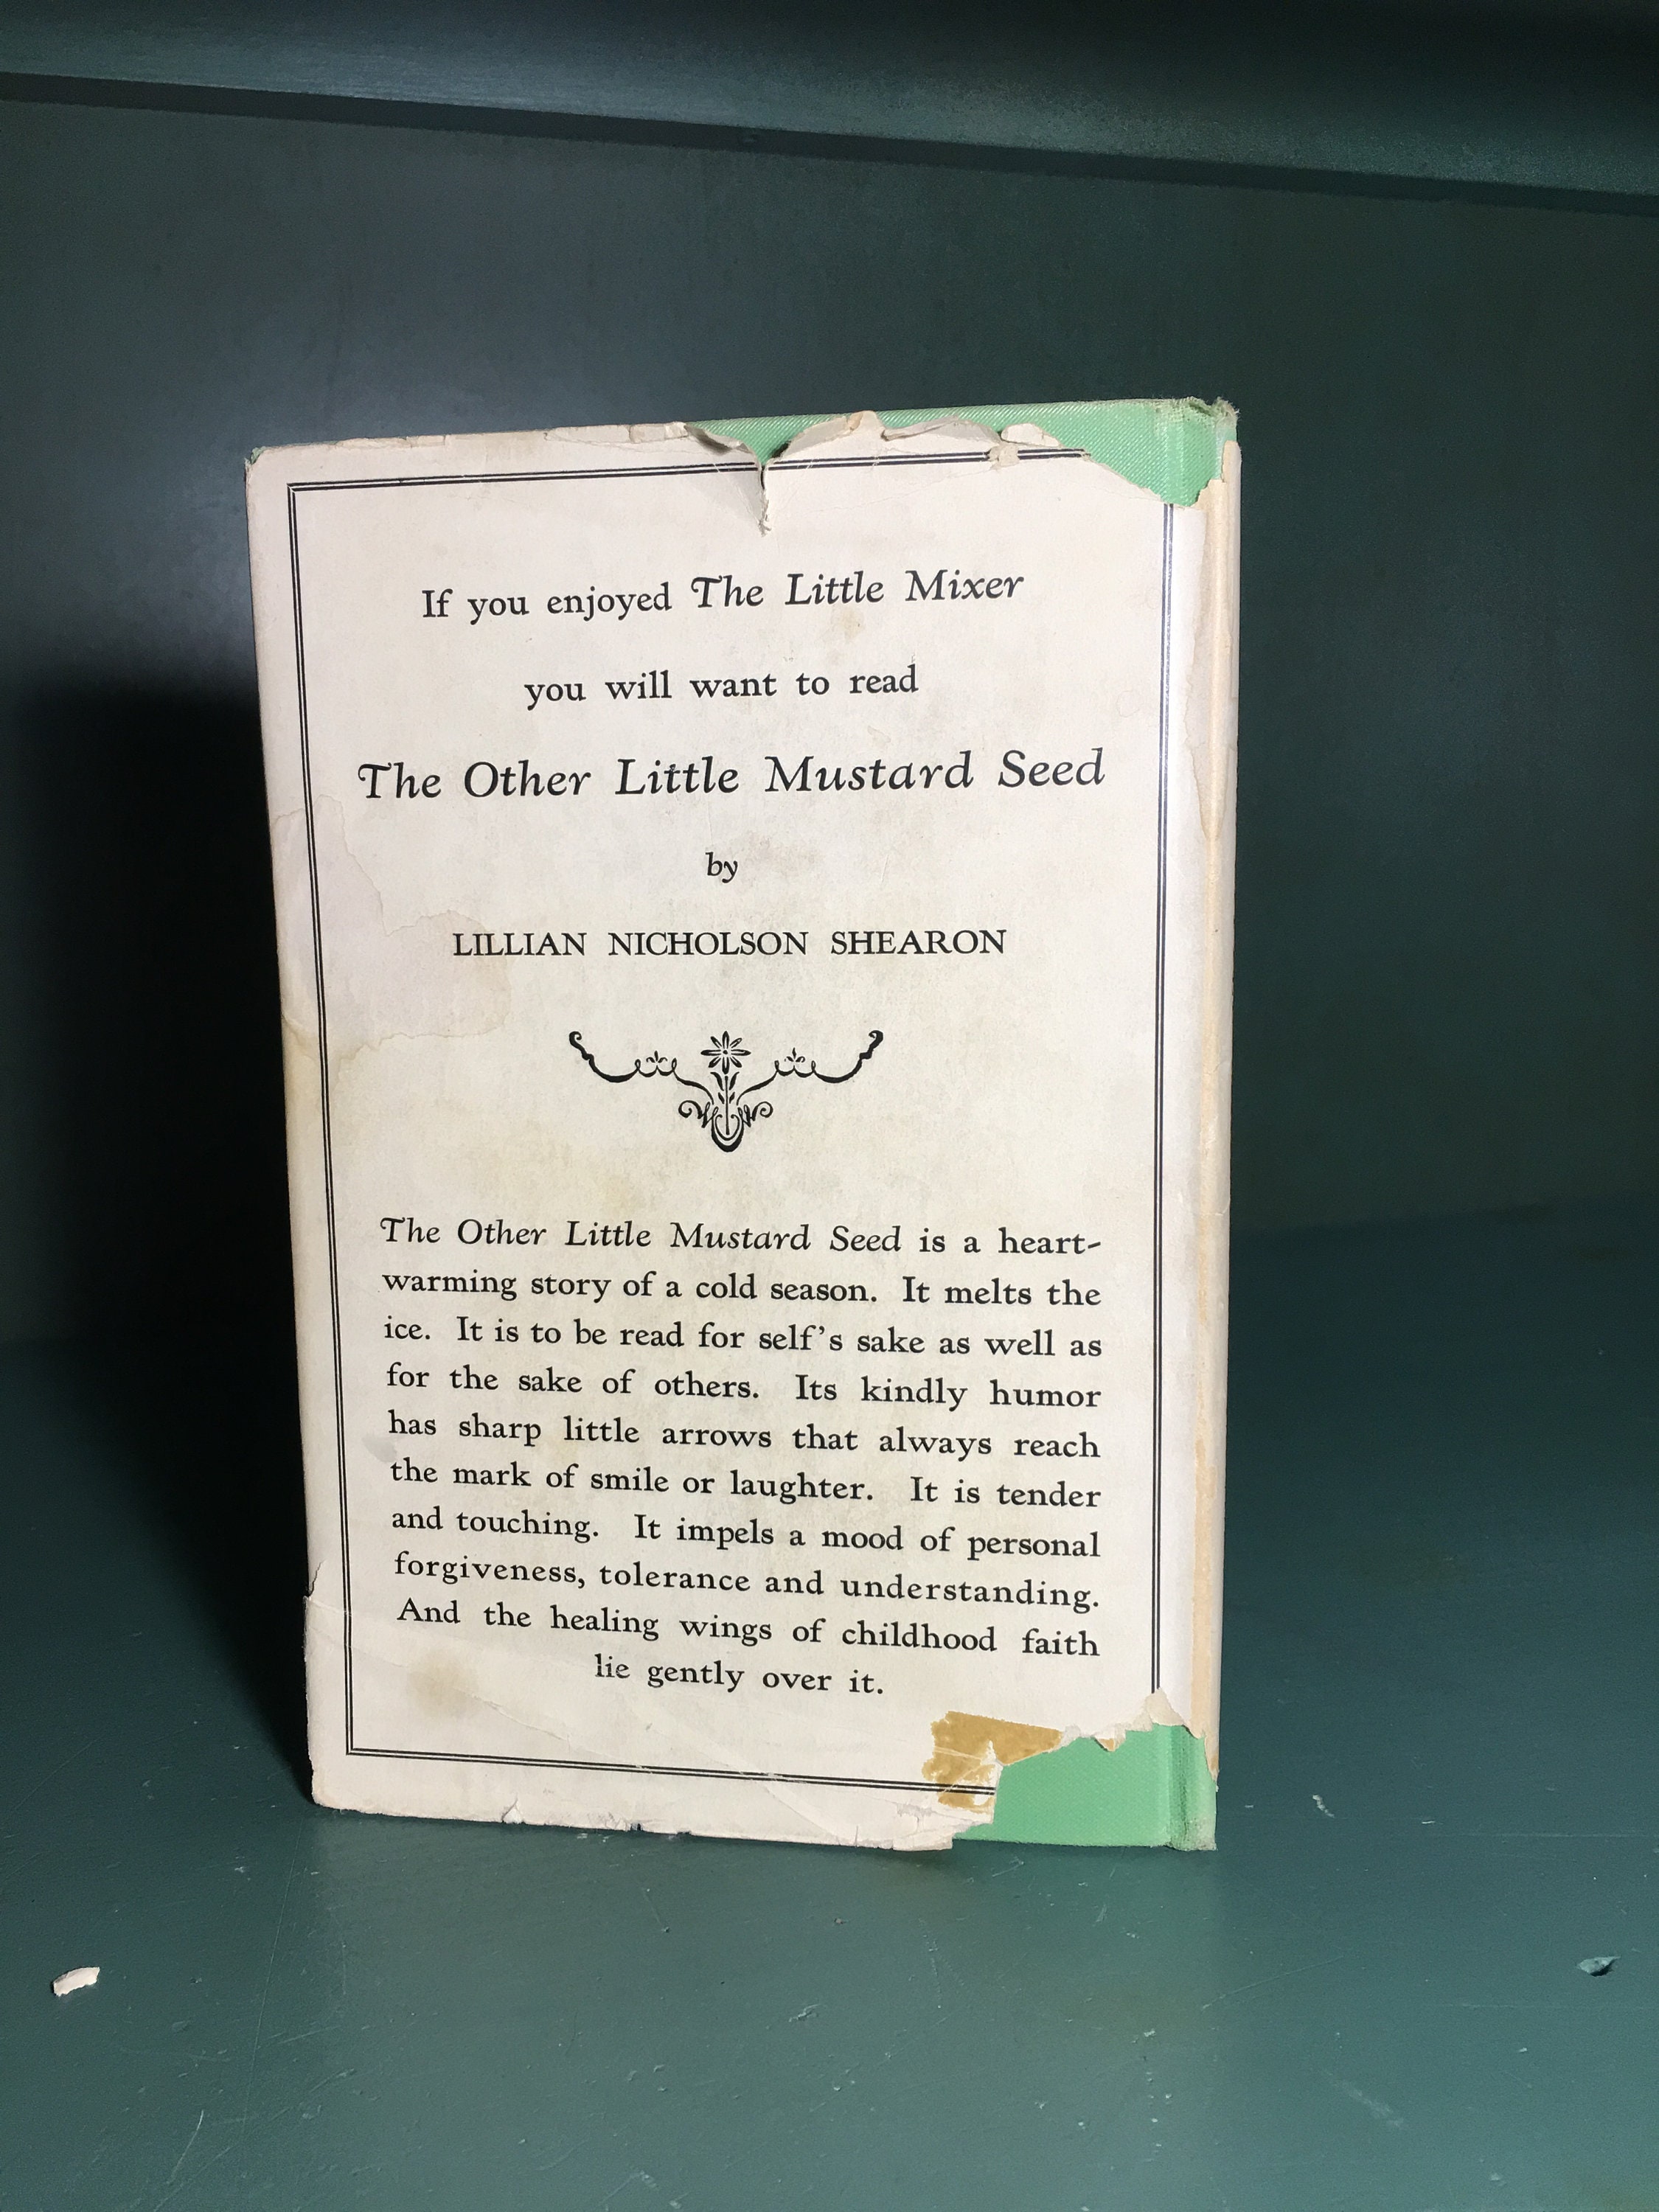 If you enjoyed The Little Mixer
you will want to read
The Other Little Mustard Seed
by
LILLIAN NICHOLSON SHEARON
The Other Little Mustard Seed is a heart-
warming story of a cold season. It melts the
ice. It is to be read for self's sake as well as
for the sake of others. Its kindly humor
has sharp little arrows that always reach
the mark of smile or laughter. It is tender
and touching. It impels a mood of personal
forgiveness, tolerance and understanding.
And the healing wings of childhood faith
lie gently over it.